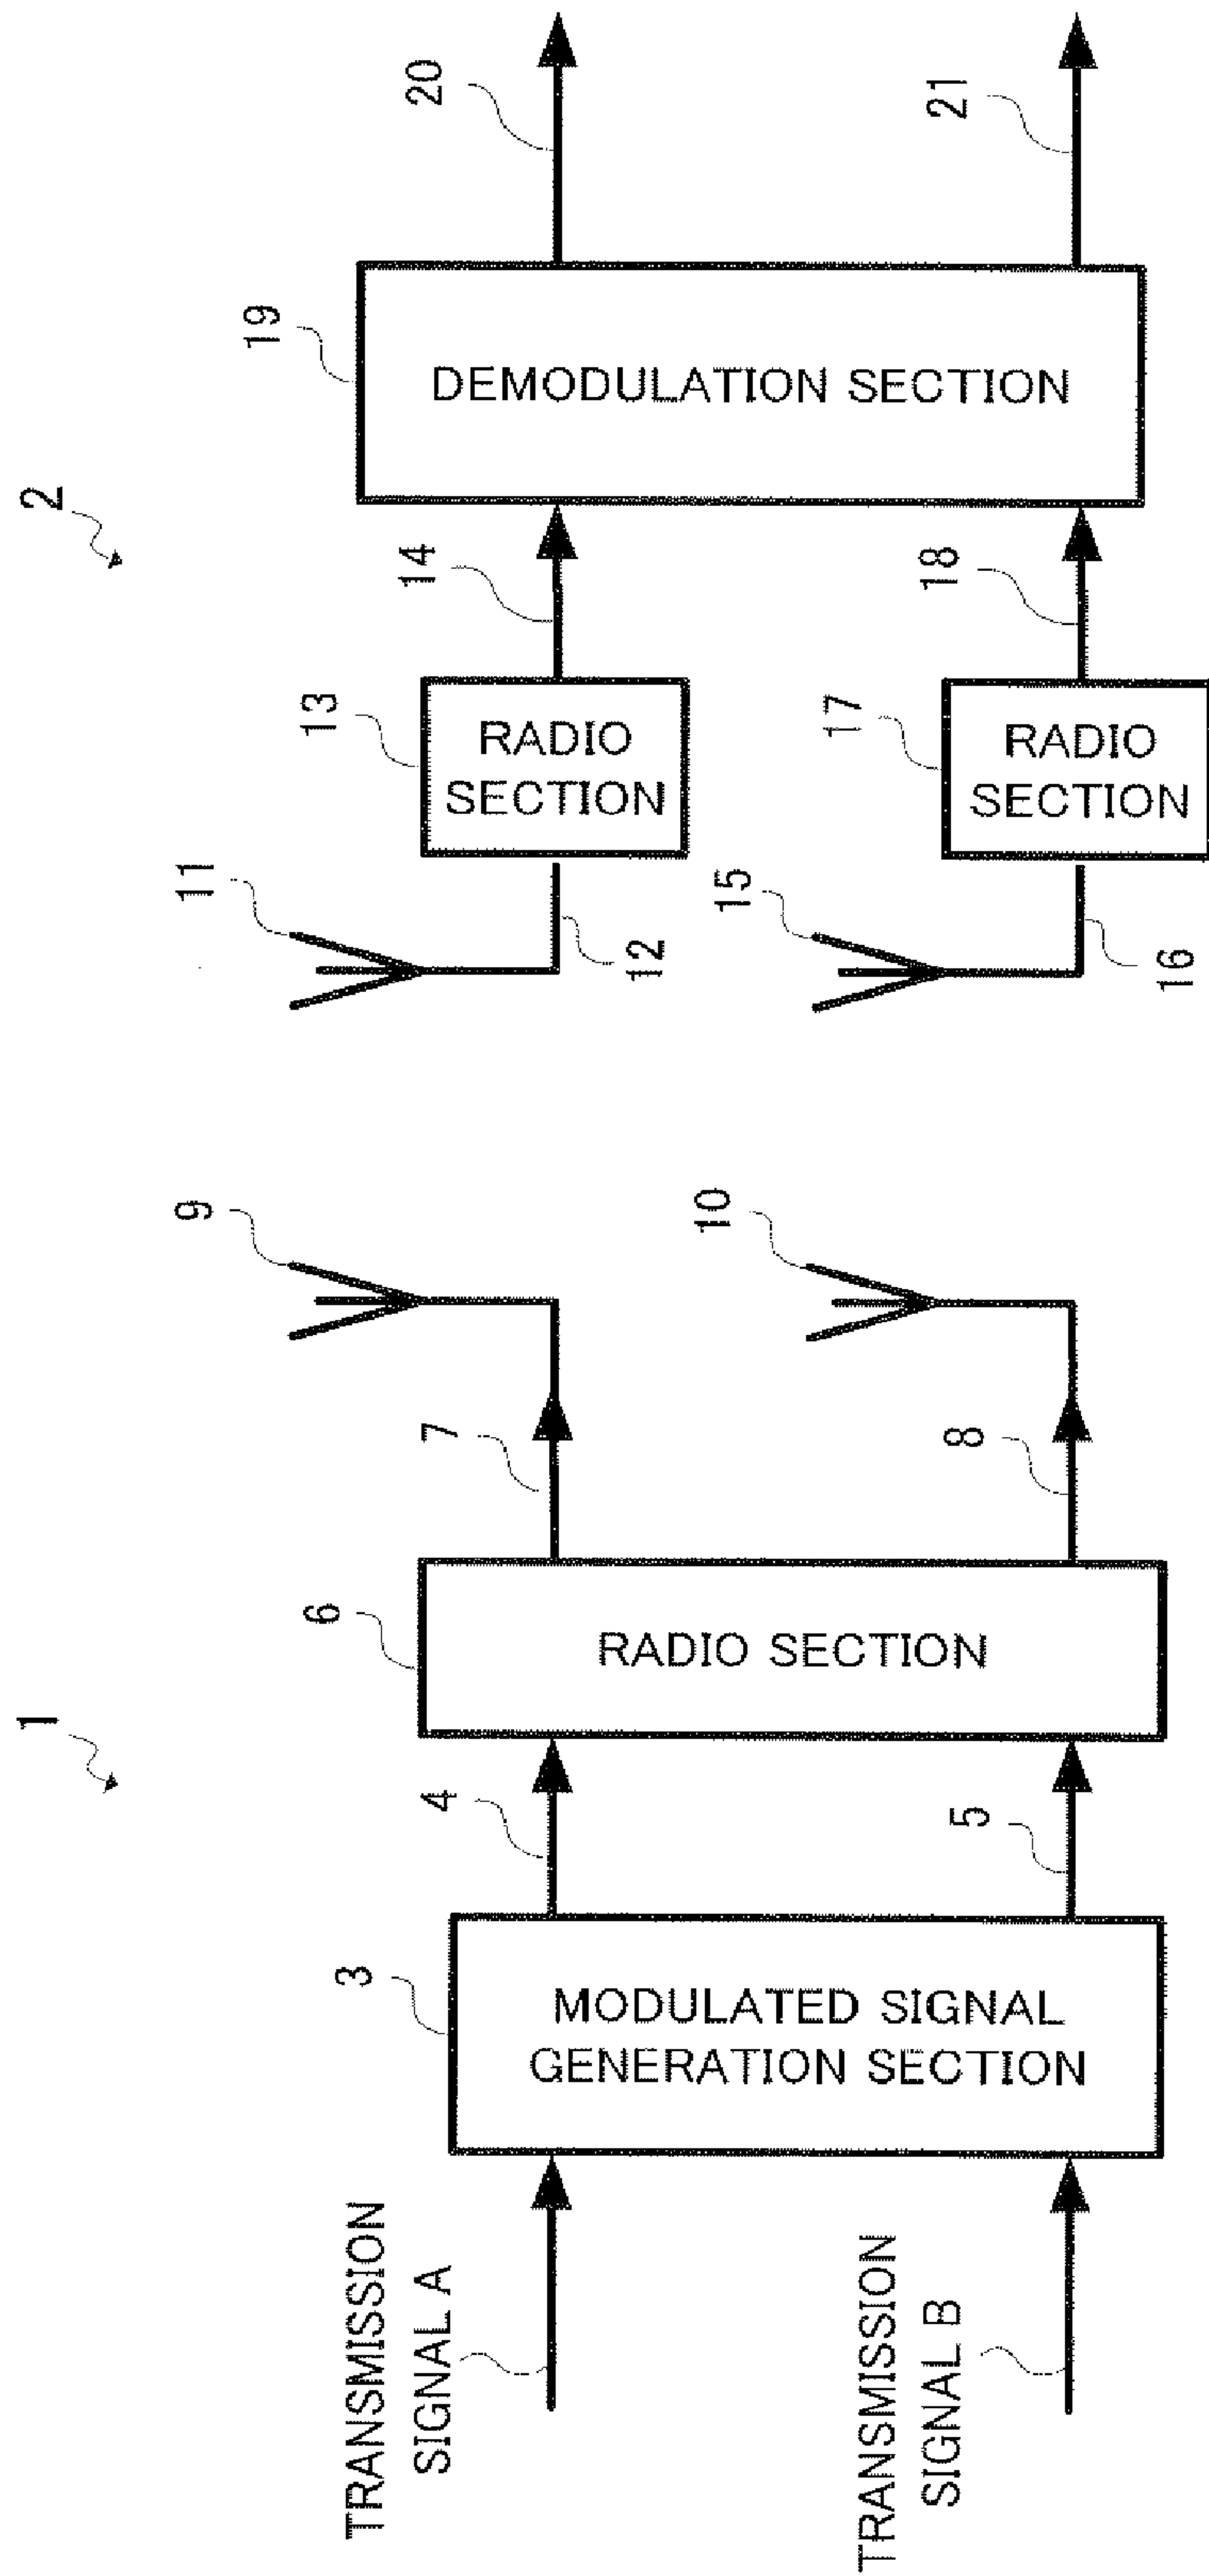 1
TRANSMISSION
SIGNAL A
TRANSMISSION
SIGNAL B
3
MODULATED SIGNAL
GENERATION SECTION
4
5
6
RADIO SECTION
7
8
9
10
2
11
12
13
RADIO
SECTION
14
15
16
17
RADIO
SECTION
18
19
DEMODULATION SECTION
20
21